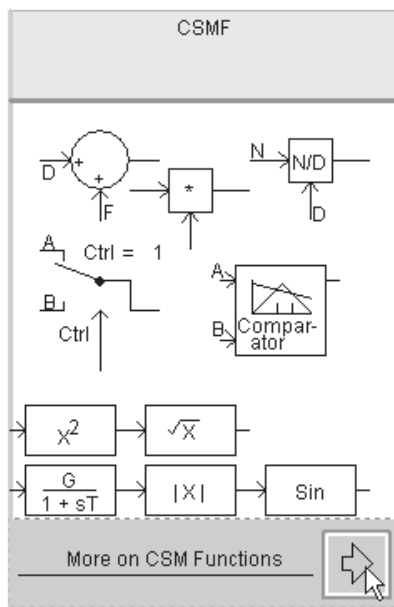 CSMF
+
D
+
F
*
N
N/D
D
A
Ctrl = 1
B
Ctrl
A
B
Compar-
ator
X²
√X
G
1 + sT
|X|
Sin
More on CSM Functions